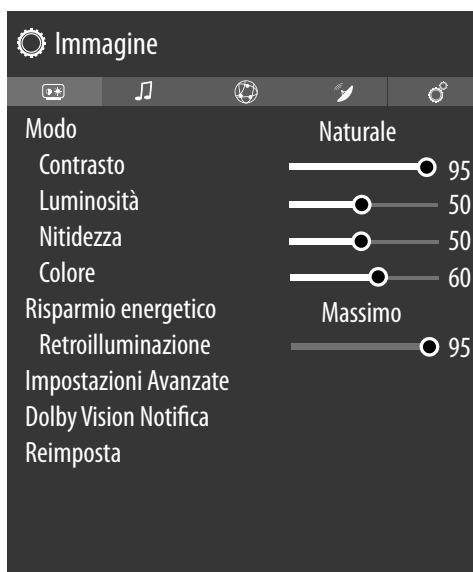 Immagine
Modo Naturale
Contrasto 95
Luminosità 50
Nitidezza 50
Colore 60
Risparmio energetico Massimo
Retroilluminazione 95
Impostazioni Avanzate
Dolby Vision Notifica
Reimposta